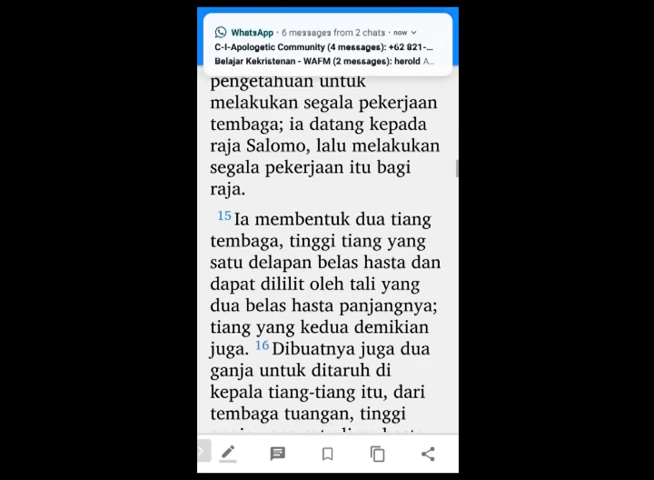 WhatsApp · 6 messages from 2 chats · now
C-I-Apologetic Community (4 messages): +62 821-...
Belajar Kekristenan - WAFM (2 messages): herold A...
pengetahuan untuk
melakukan segala pekerjaan
tembaga; ia datang kepada
raja Salomo, lalu melakukan
segala pekerjaan itu bagi
raja.
15 Ia membentuk dua tiang
tembaga, tinggi tiang yang
satu delapan belas hasta dan
dapat dililit oleh tali yang
dua belas hasta panjangnya;
tiang yang kedua demikian
juga. 16 Dibuatnya juga dua
ganja untuk ditaruh di
kepala tiang-tiang itu, dari
tembaga tuangan, tinggi